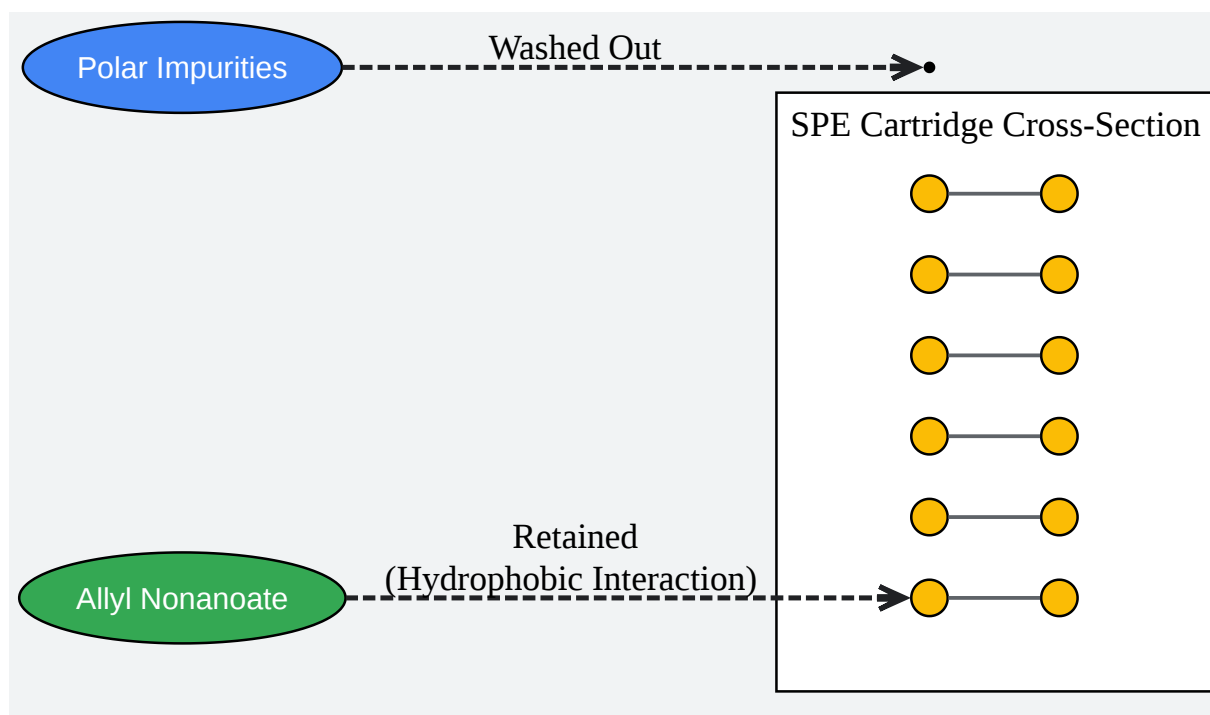 Polar Impurities
Washed Out
SPE Cartridge Cross-Section
Retained
(Hydrophobic Interaction)
Allyl Nonanoate